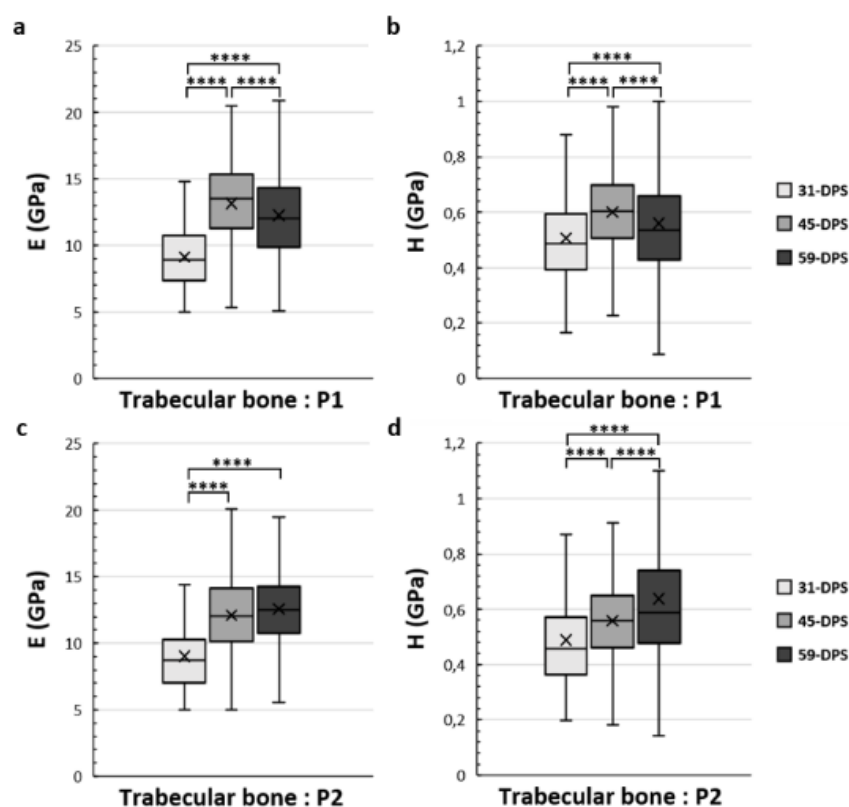 a
b
****
****
****
****
****
****
25
20
15
10
5
0
E (GPa)
1,2
1
0,8
0,6
0,4
0,2
0
H (GPa)
31-DPS
45-DPS
59-DPS
Trabecular bone : P1
Trabecular bone : P1
c
d
****
****
****
****
****
25
20
15
10
5
0
E (GPa)
1,2
1
0,8
0,6
0,4
0,2
0
H (GPa)
31-DPS
45-DPS
59-DPS
Trabecular bone : P2
Trabecular bone : P2